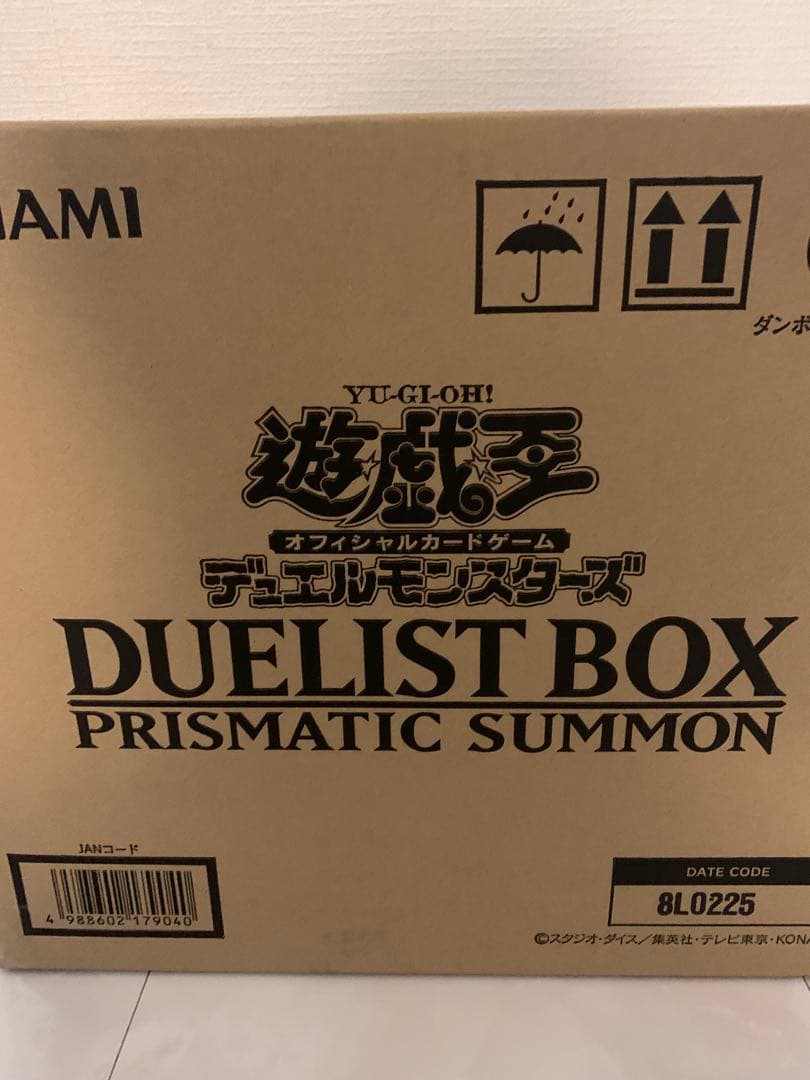 NAMI
ダンボ
YU-GI-OH!
遊戯王
オフィシャルカードゲーム
デュエルモンスターズ
DUELIST BOX
PRISMATIC SUMMON
JANコード
4 988602 179040
DATE CODE
8L0225
©スタジオ・ダイス/集英社・テレビ東京・KONA